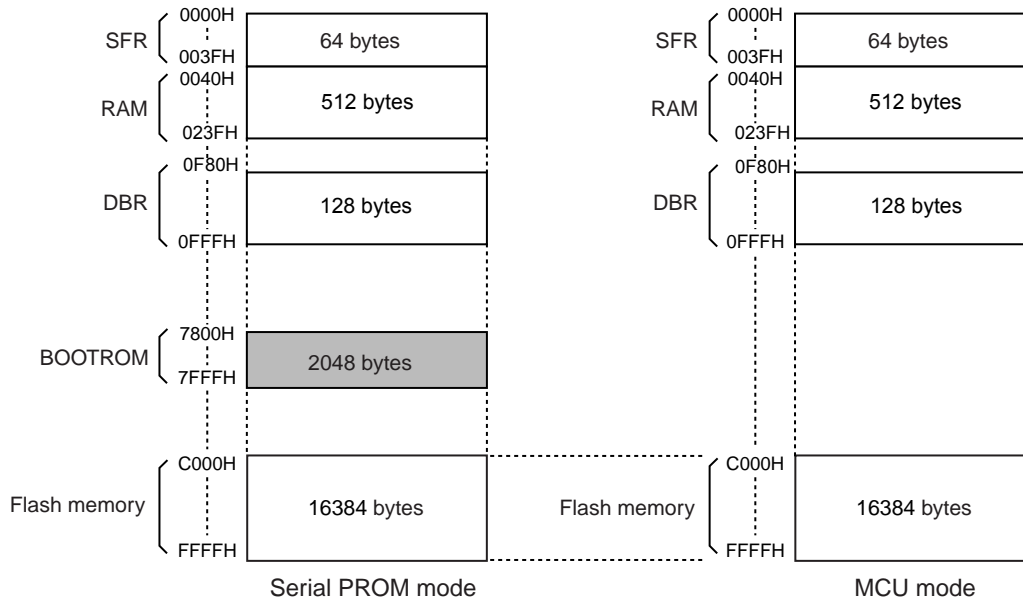 0000H
SFR
64 bytes
003FH
0040H
RAM
512 bytes
023FH
0F80H
DBR
128 bytes
0FFFH
7800H
BOOTROM
2048 bytes
7FFFH
C000H
Flash memory
16384 bytes
FFFFH
Serial PROM mode
0000H
SFR
64 bytes
003FH
0040H
RAM
512 bytes
023FH
0F80H
DBR
128 bytes
0FFFH
C000H
Flash memory
16384 bytes
FFFFH
MCU mode